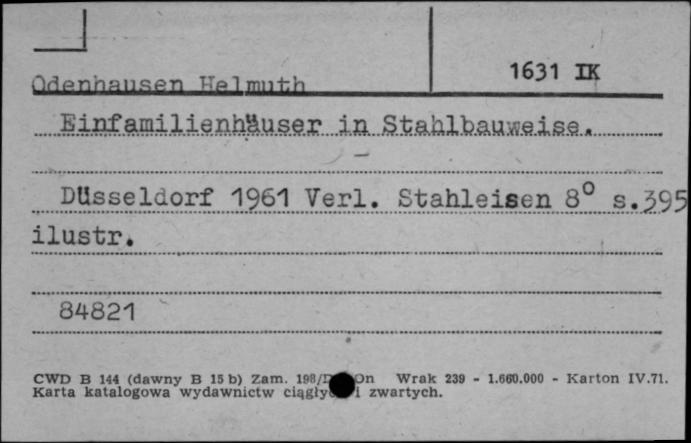 1631 IK
Odenhausen Helmuth
Einfamilienhäuser in Stahlbauweise.
Düsseldorf 1961 Verl. Stahleisen 8° s.395
ilustr.
84821
CWD B 144 (dawny B 15 b) Zam. On Wrak 239 - 1.660.000 - Karton IV.71.
Karta katalogowa wydawnictw i zwartych.